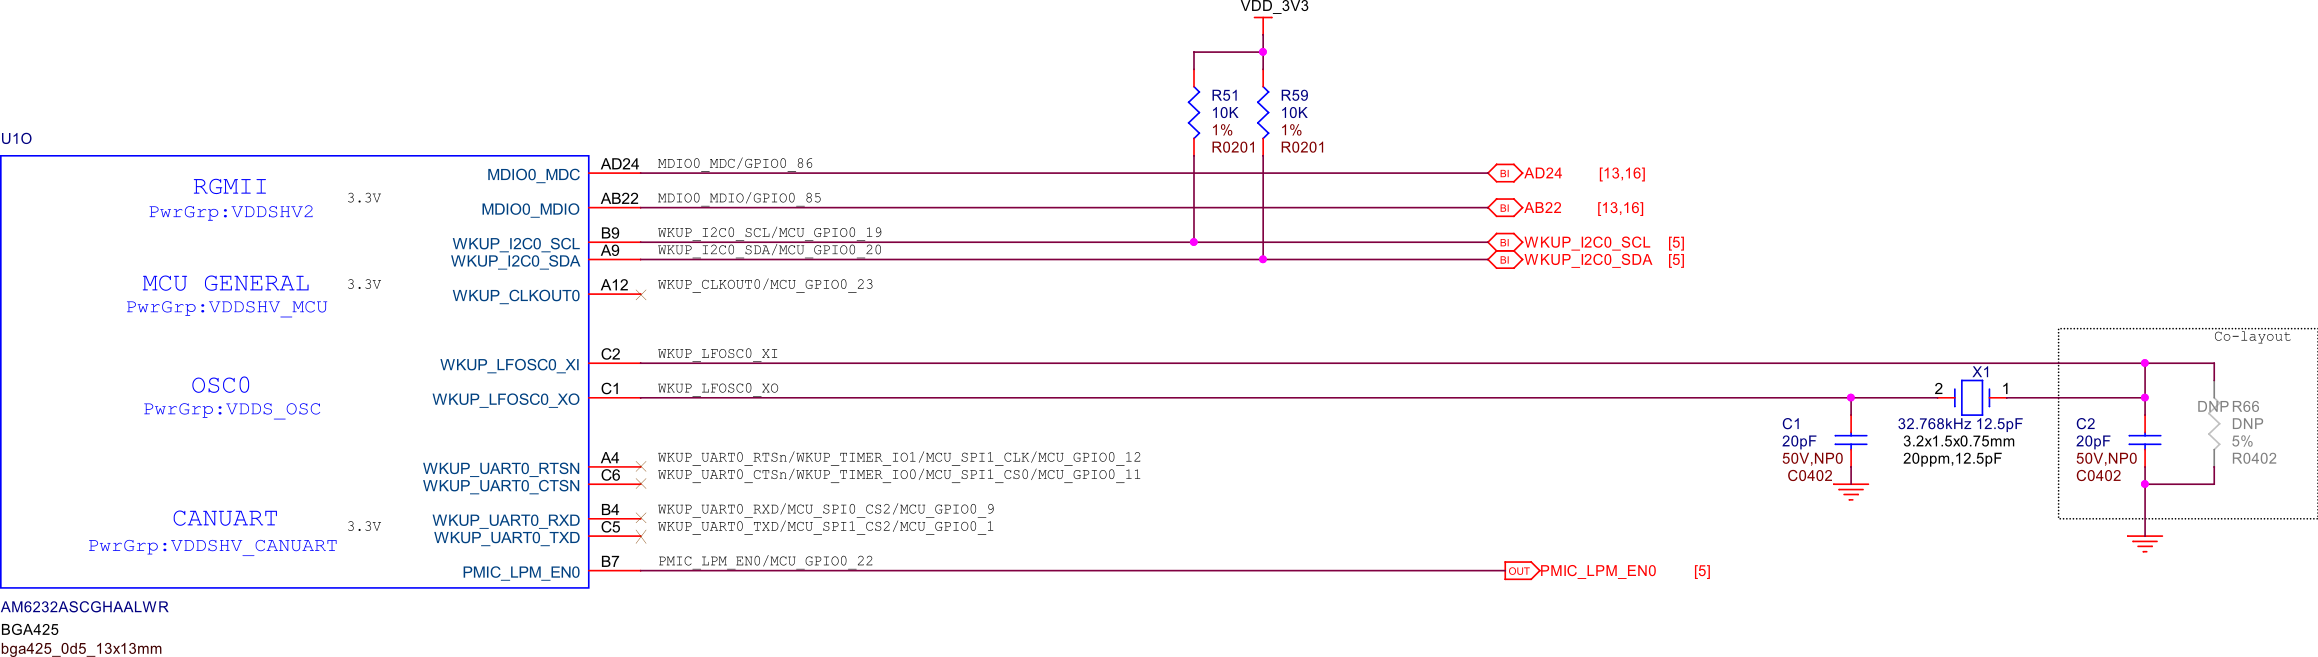 VDD_3V3
R51
10K
1%
R0201
R59
10K
1%
R0201
U1O
RGMII
PwrGrp:VDDSHV2
3.3V
MCU GENERAL
PwrGrp:VDDSHV_MCU
3.3V
OSC0
PwrGrp:VDDS_OSC
CANUART
PwrGrp:VDDSHV_CANUART
3.3V
MDIO0_MDC AD24 MDIO0_MDC/GPIO0_86 BI AD24 [13,16]
MDIO0_MDIO AB22 MDIO0_MDIO/GPIO0_85 BI AB22 [13,16]
WKUP_I2C0_SCL B9 WKUP_I2C0_SCL/MCU_GPIO0_19 BI WKUP_I2C0_SCL [5]
WKUP_I2C0_SDA A9 WKUP_I2C0_SDA/MCU_GPIO0_20 BI WKUP_I2C0_SDA [5]
WKUP_CLKOUT0 A12 WKUP_CLKOUT0/MCU_GPIO0_23
WKUP_LFOSC0_XI C2 WKUP_LFOSC0_XI
WKUP_LFOSC0_XO C1 WKUP_LFOSC0_XO
WKUP_UART0_RTSN A4 WKUP_UART0_RTSn/WKUP_TIMER_IO1/MCU_SPI1_CLK/MCU_GPIO0_12
WKUP_UART0_CTSN C6 WKUP_UART0_CTSn/WKUP_TIMER_IO0/MCU_SPI1_CS0/MCU_GPIO0_11
WKUP_UART0_RXD B4 WKUP_UART0_RXD/MCU_SPI0_CS2/MCU_GPIO0_9
WKUP_UART0_TXD C5 WKUP_UART0_TXD/MCU_SPI1_CS2/MCU_GPIO0_1
PMIC_LPM_EN0 B7 PMIC_LPM_EN0/MCU_GPIO0_22 OUT PMIC_LPM_EN0 [5]
Co-layout
C1
20pF
50V,NP0
C0402
X1
2 1
32.768kHz 12.5pF
3.2x1.5x0.75mm
20ppm,12.5pF
C2
20pF
50V,NP0
C0402
DNP R66
DNP
5%
R0402
AM6232ASCGHAALWR
BGA425
bga425_0d5_13x13mm